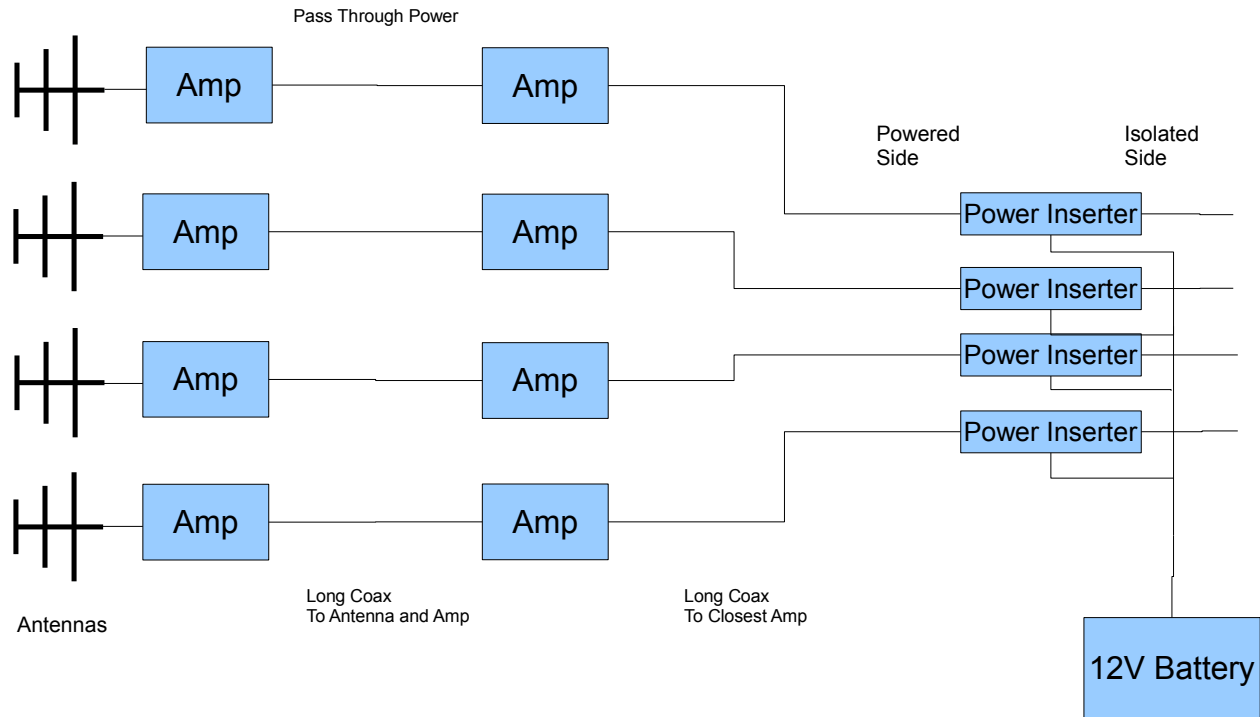 Pass Through Power
Amp
Amp
Powered
Side
Isolated
Side
Power Inserter
Amp
Amp
Power Inserter
Power Inserter
Amp
Amp
Power Inserter
Amp
Amp
Long Coax
To Antenna and Amp
Long Coax
To Closest Amp
Antennas
12V Battery